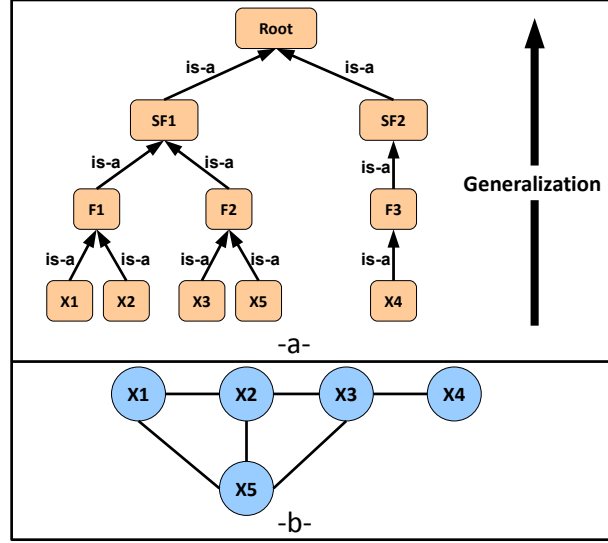 Root
is-a is-a
SF1 SF2
is-a is-a is-a
Generalization
F1 F2 F3
is-a is-a is-a is-a is-a
X1 X2 X3 X5 X4
-a-
X1 X2 X3 X4
X5
-b-